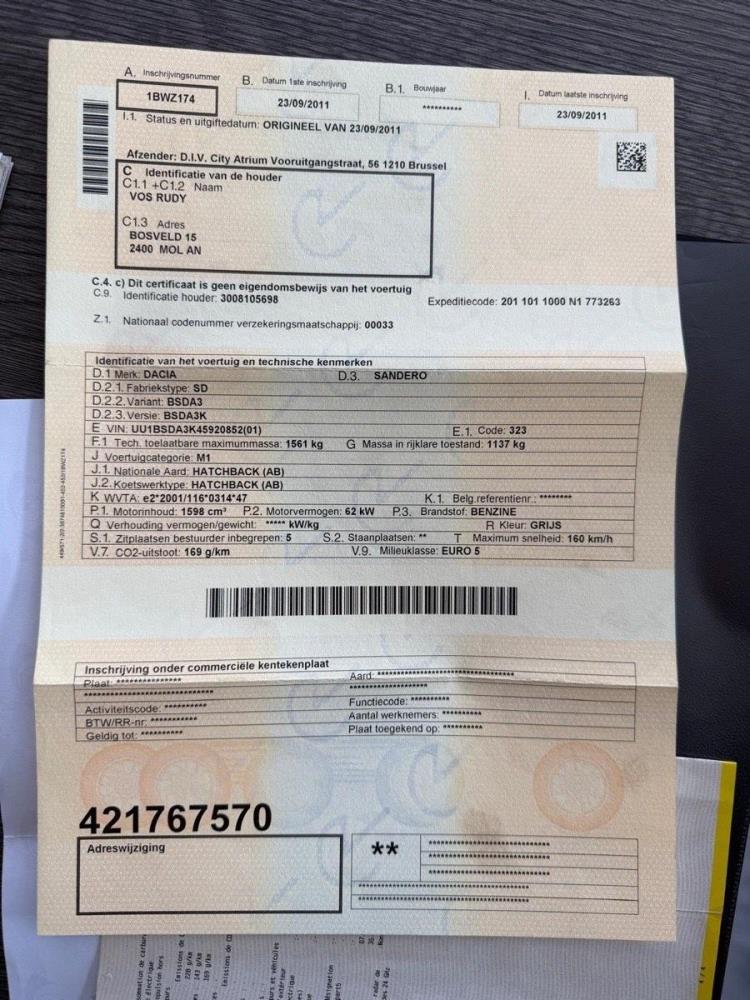 A. Inschrijvingsnummer B. Datum 1ste inschrijving B.1. Bouwjaar I. Datum laatste inschrijving
1BWZ174 23/09/2011 ********** 23/09/2011
I.1. Status en uitgiftedatum: ORIGINEEL VAN 23/09/2011
Afzender: D.I.V. City Atrium Vooruitgangstraat, 56 1210 Brussel
C Identificatie van de houder
C1.1 +C1.2 Naam
VOS RUDY
C1.3 Adres
BOSVELD 15
2400 MOL AN
C.4. c) Dit certificaat is geen eigendomsbewijs van het voertuig
C.9. Identificatie houder: 3008105698 Expeditiecode: 201 101 1000 N1 773263
Z.1. Nationaal codenummer verzekeringsmaatschappij: 00033
Identificatie van het voertuig en technische kenmerken
D.1 Merk: DACIA D.3. SANDERO
D.2.1. Fabriekstype: SD
D.2.2. Variant: BSDA3
D.2.3. Versie: BSDA3K
E VIN: UU1BSDA3K45920852(01) E.1. Code: 323
F.1 Tech. toelaatbare maximummassa: 1561 kg G Massa in rijklare toestand: 1137 kg
J Voertuigcategorie: M1
J.1. Nationale Aard: HATCHBACK (AB)
J.2. Koetswerktype: HATCHBACK (AB)
K WVTA: e2*2001/116*0314*47 K.1. Belg.referentienr.: ********
P.1. Motorinhoud: 1598 cm³ P.2. Motorvermogen: 62 kW P.3. Brandstof: BENZINE
Q Verhouding vermogen/gewicht: ***** kW/kg R Kleur: GRIJS
S.1. Zitplaatsen bestuurder inbegrepen: 5 S.2. Staanplaatsen: ** T Maximum snelheid: 160 km/h
V.7. CO2-uitstoot: 169 g/km V.9. Milieuklasse: EURO 5
Inschrijving onder commerciële kentekenplaat
Plaat: *************** Aard: *******************************
Activiteitscode: ********** Functiecode: **********
BTW/RR-nr: ********** Aantal werknemers: **********
Geldig tot: ********** Plaat toegekend op: **********
421767570
Adreswijziging **